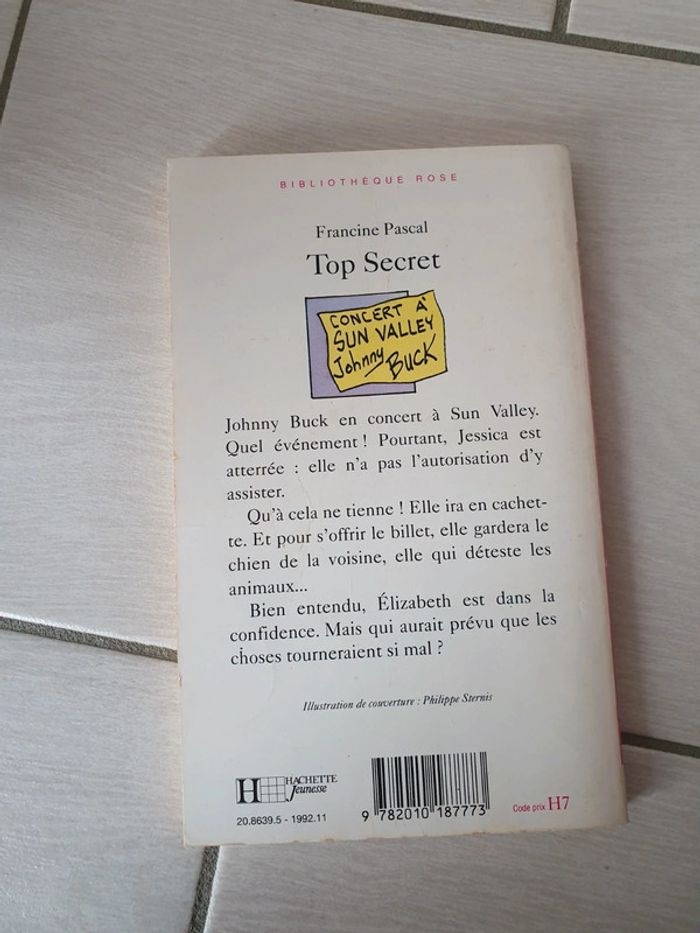 BIBLIOTHÈQUE ROSE
Francine Pascal
Top Secret
CONCERT À
SUN VALLEY
Johnny
BUCK
Johnny Buck en concert à Sun Valley.
Quel événement ! Pourtant, Jessica est
atterrée : elle n'a pas l'autorisation d'y
assister.
Qu'à cela ne tienne ! Elle ira en cachet-
te. Et pour s'offrir le billet, elle gardera le
chien de la voisine, elle qui déteste les
animaux...
Bien entendu, Élizabeth est dans la
confidence. Mais qui aurait prévu que les
choses tourneraient si mal ?
Illustration de couverture : Philippe Sternis
H HACHETTE
Jeunesse
20.8639.5 - 1992.11
9 782010 187773
Code prix H7